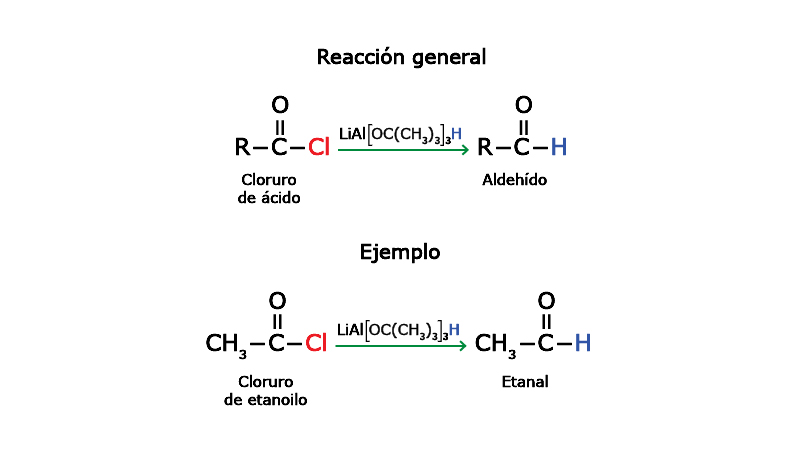 Reacción general
O
R–C–Cl LiAl[OC(CH₃)₃]₃H R–C–H
O
Cloruro
de ácido
Aldehído
Ejemplo
O
CH₃–C–Cl LiAl[OC(CH₃)₃]₃H CH₃–C–H
O
Cloruro
de etanoilo
Etanal